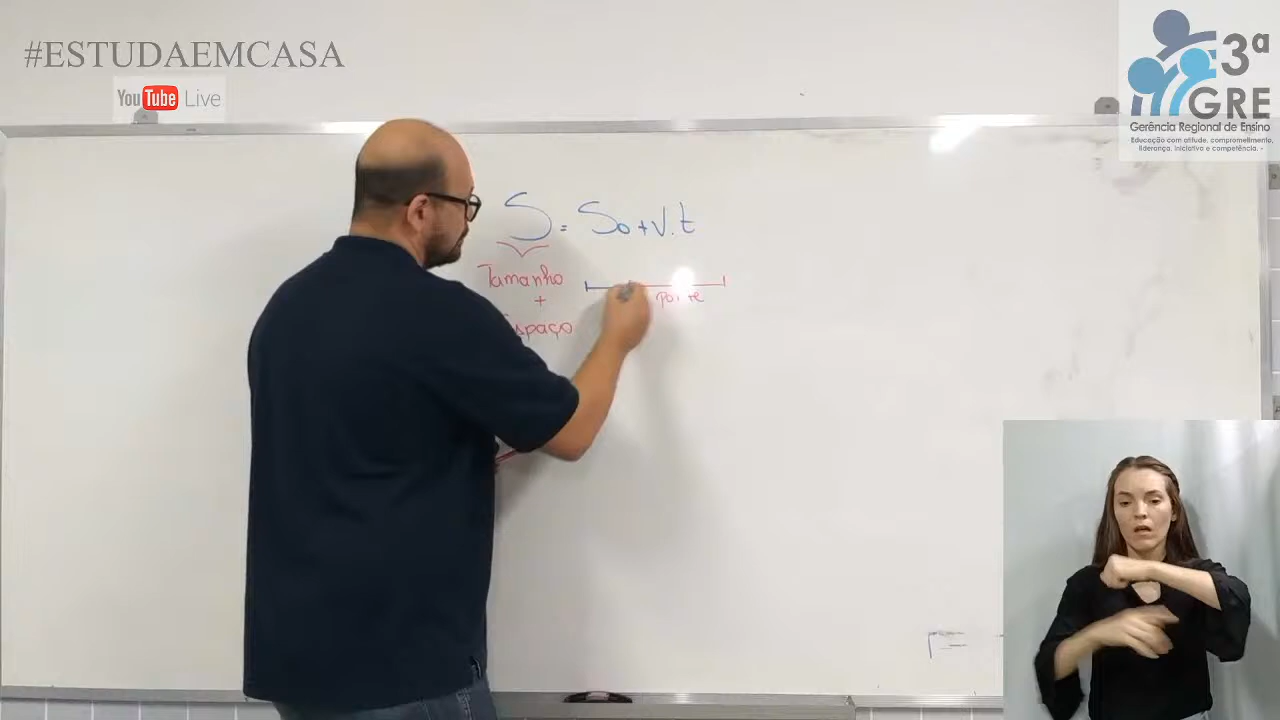 #ESTUDAEMCASA
YouTube Live
3ª
GRE
Gerência Regional de Ensino
Educação com atitude, comprometimento,
liderança, iniciativa e competência. -
S = So + v.t
Tamanho
+
Espaço